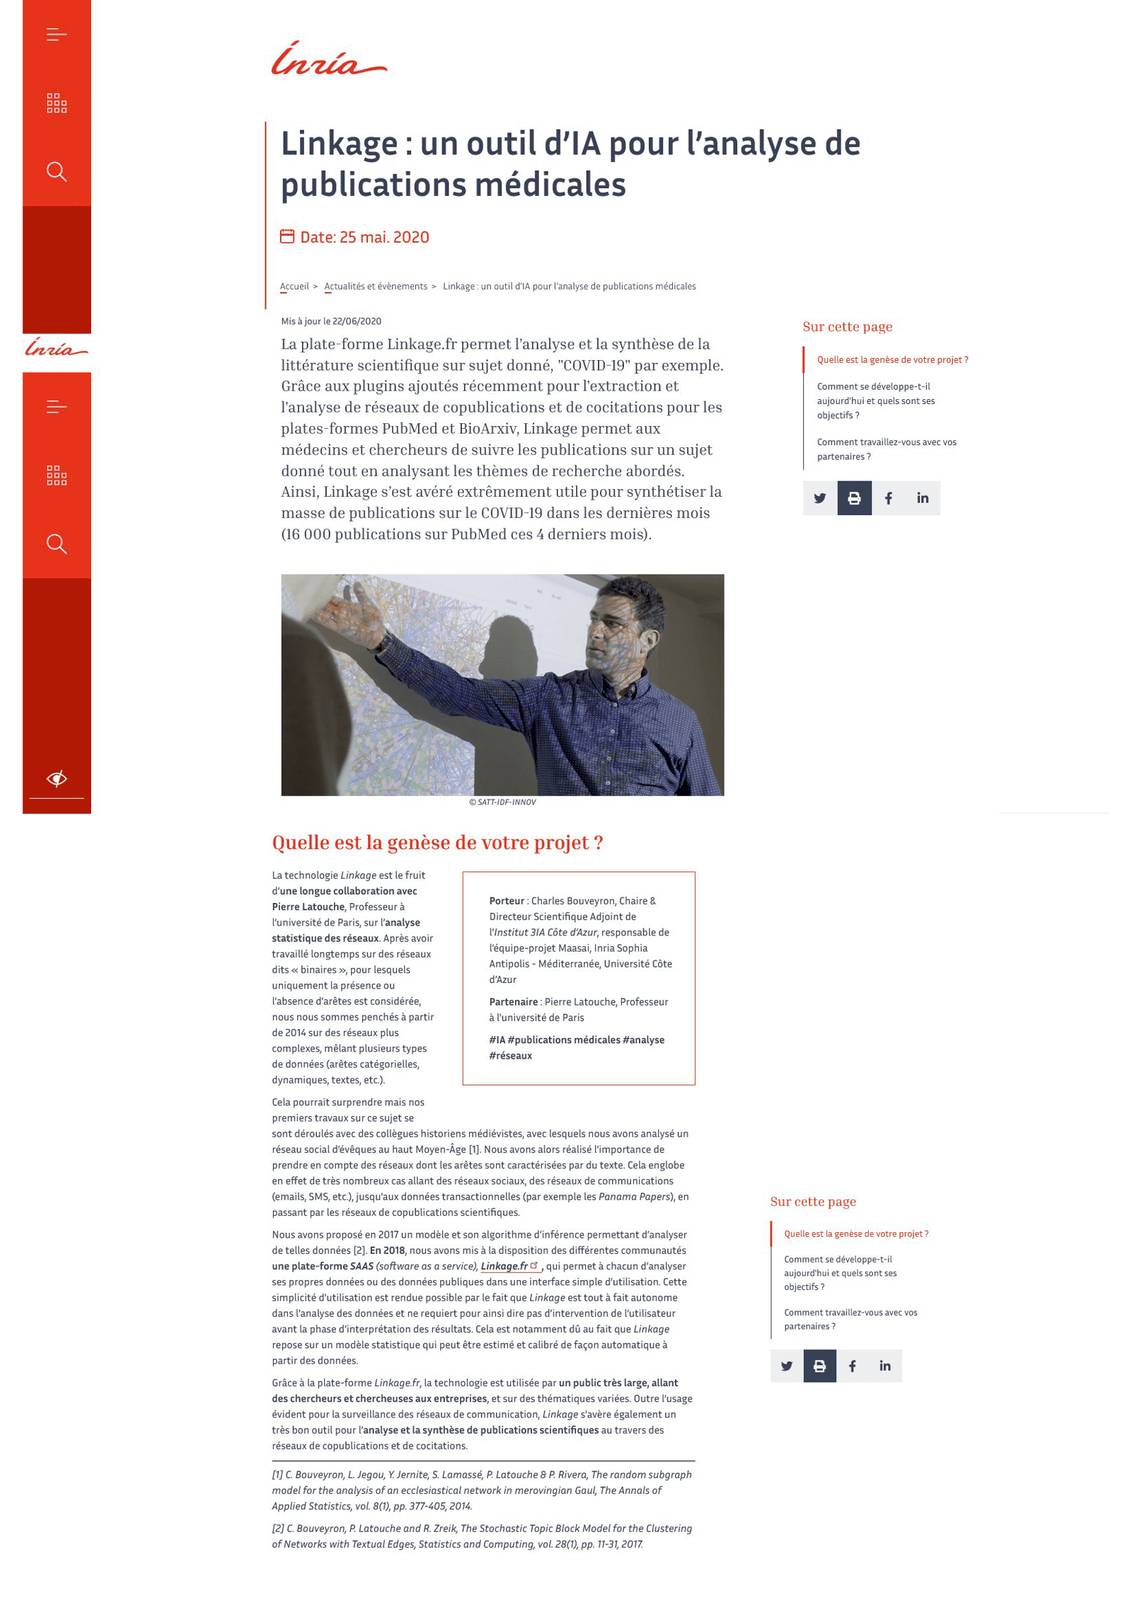 Inria
Linkage : un outil d’IA pour l’analyse de
publications médicales
Date: 25 mai. 2020
Accueil > Actualités et évènements > Linkage : un outil d'IA pour l'analyse de publications médicales
Mis à jour le 22/06/2020
La plate-forme Linkage.fr permet l'analyse et la synthèse de la
littérature scientifique sur sujet donné, "COVID-19" par exemple.
Grâce aux plugins ajoutés récemment pour l'extraction et
l'analyse de réseaux de copublications et de cocitations pour les
plates-formes PubMed et BioArxiv, Linkage permet aux
médecins et chercheurs de suivre les publications sur un sujet
donné tout en analysant les thèmes de recherche abordés.
Ainsi, Linkage s’est avéré extrêmement utile pour synthétiser la
masse de publications sur le COVID-19 dans les dernières mois
(16 000 publications sur PubMed ces 4 derniers mois).
Sur cette page
Quelle est la genèse de votre projet ?
Comment se développe-t-il
aujourd'hui et quels sont ses
objectifs ?
Comment travaillez-vous avec vos
partenaires ?
Inria
© SATT-IDF-INNOV
Quelle est la genèse de votre projet ?
La technologie Linkage est le fruit
d’une longue collaboration avec
Pierre Latouche, Professeur à
l’université de Paris, sur l’analyse
statistique des réseaux. Après avoir
travaillé longtemps sur des réseaux
dits « binaires », pour lesquels
uniquement la présence ou
l’absence d’arêtes est considérée,
nous nous sommes penchés à partir
de 2014 sur des réseaux plus
complexes, mêlant plusieurs types
de données (arêtes catégorielles,
dynamiques, textes, etc.).
Porteur : Charles Bouveyron, Chaire &
Directeur Scientifique Adjoint de
l’Institut 3IA Côte d’Azur, responsable de
l’équipe-projet Maasai, Inria Sophia
Antipolis - Méditerranée, Université Côte
d’Azur
Partenaire : Pierre Latouche, Professeur
à l'université de Paris
#IA #publications médicales #analyse
#réseaux
Cela pourrait surprendre mais nos
premiers travaux sur ce sujet se
sont déroulés avec des collègues historiens médiévistes, avec lesquels nous avons analysé un
réseau social d’évêques au haut Moyen-Âge [1]. Nous avons alors réalisé l’importance de
prendre en compte des réseaux dont les arêtes sont caractérisées par du texte. Cela englobe
en effet de très nombreux cas allant des réseaux sociaux, des réseaux de communications
(emails, SMS, etc.), jusqu’aux données transactionnelles (par exemple les Panama Papers), en
passant par les réseaux de copublications scientifiques.
Nous avons proposé en 2017 un modèle et son algorithme d’inférence permettant d’analyser
de telles données [2]. En 2018, nous avons mis à la disposition des différentes communautés
une plate-forme SAAS (software as a service), Linkage.fr , qui permet à chacun d’analyser
ses propres données ou des données publiques dans une interface simple d’utilisation. Cette
simplicité d’utilisation est rendue possible par le fait que Linkage est tout à fait autonome
dans l’analyse des données et ne requiert pour ainsi dire pas d’intervention de l’utilisateur
avant la phase d’interprétation des résultats. Cela est notamment dû au fait que Linkage
repose sur un modèle statistique qui peut être estimé et calibré de façon automatique à
partir des données.
Grâce à la plate-forme Linkage.fr, la technologie est utilisée par un public très large, allant
des chercheurs et chercheuses aux entreprises, et sur des thématiques variées. Outre l’usage
évident pour la surveillance des réseaux de communication, Linkage s’avère également un
très bon outil pour l’analyse et la synthèse de publications scientifiques au travers des
réseaux de copublications et de cocitations.
Sur cette page
Quelle est la genèse de votre projet ?
Comment se développe-t-il
aujourd'hui et quels sont ses
objectifs ?
Comment travaillez-vous avec vos
partenaires ?
[1] C. Bouveyron, L. Jegou, Y. Jernite, S. Lamassé, P. Latouche & P. Rivera, The random subgraph
model for the analysis of an ecclesiastical network in merovingian Gaul, The Annals of
Applied Statistics, vol. 8(1), pp. 377-405, 2014.
[2] C. Bouveyron, P. Latouche and R. Zreik, The Stochastic Topic Block Model for the Clustering
of Networks with Textual Edges, Statistics and Computing, vol. 28(1), pp. 11-31, 2017.